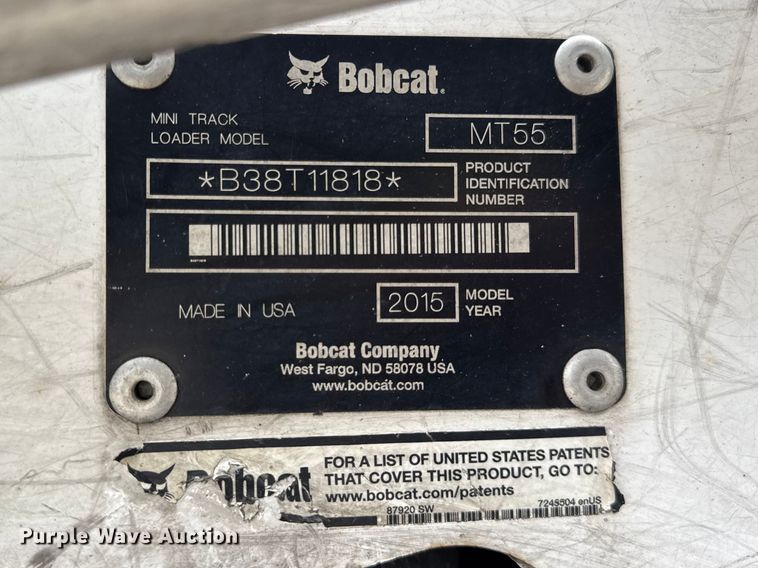 Bobcat.
MINI TRACK
LOADER MODEL
MT55
*B38T11818*
PRODUCT
IDENTIFICATION
NUMBER
MADE IN USA
2015
MODEL
YEAR
Bobcat Company
West Fargo, ND 58078 USA
www.bobcat.com
Bobcat
FOR A LIST OF UNITED STATES PATENTS
THAT COVER THIS PRODUCT, GO TO:
www.bobcat.com/patents
87920 SW
7245504 enUS
Purple Wave Auction